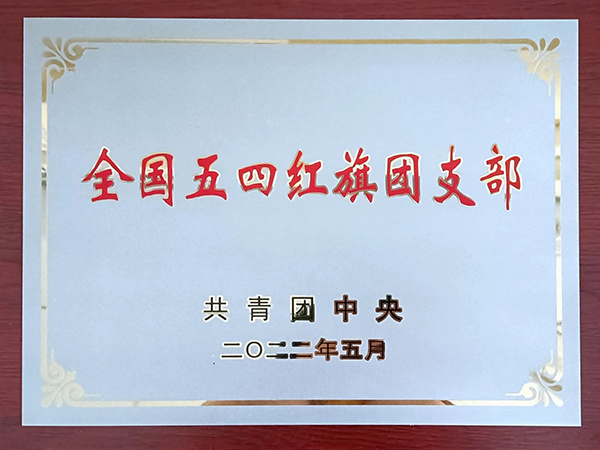 全国五四红旗团支部
共青团中央
二〇二二年五月